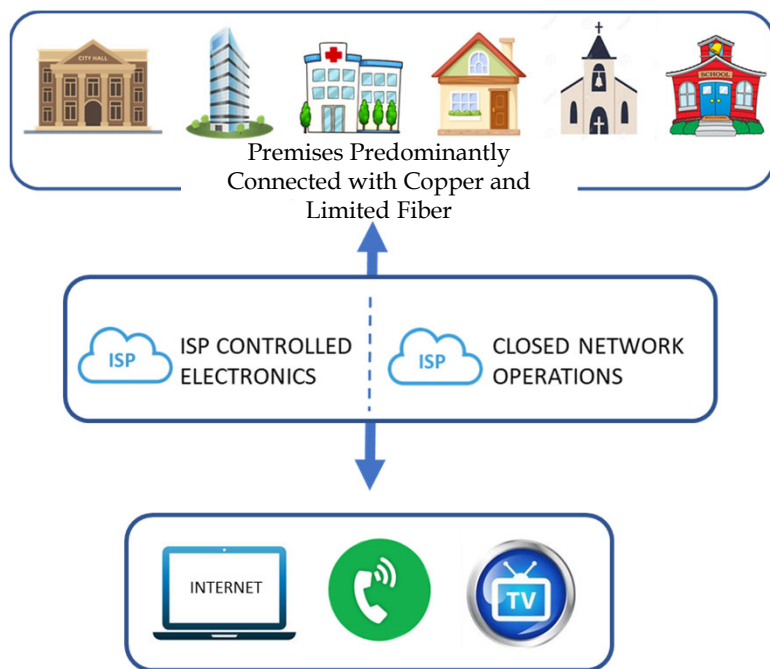 CITY HALL
SCHOOL
Premises Predominantly
Connected with Copper and
Limited Fiber
ISP
ISP CONTROLLED
ELECTRONICS
ISP
CLOSED NETWORK
OPERATIONS
INTERNET
TV